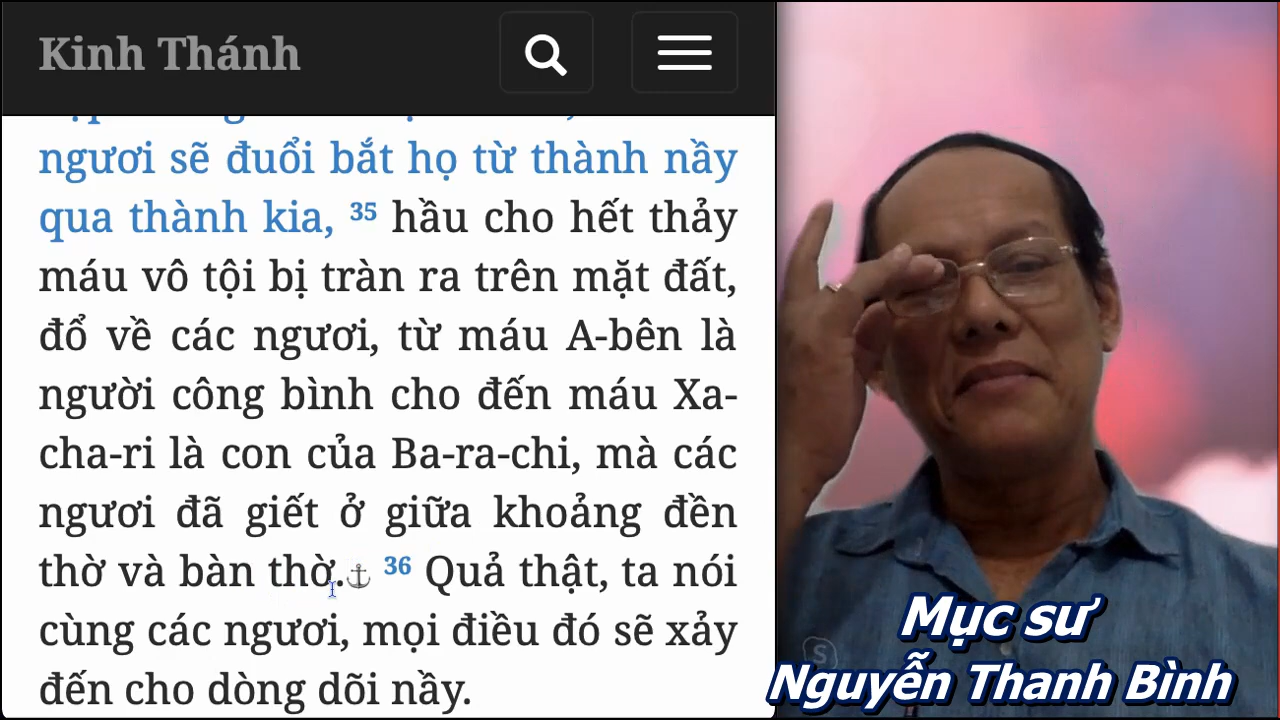 Kinh Thánh
ngươi sẽ đuổi bắt họ từ thành nầy
qua thành kia, 35 hầu cho hết thảy
máu vô tội bị tràn ra trên mặt đất,
đổ về các ngươi, từ máu A-bên là
người công bình cho đến máu Xa-
cha-ri là con của Ba-ra-chi, mà các
ngươi đã giết ở giữa khoảng đền
thờ và bàn thờ.⚓ 36 Quả thật, ta nói
cùng các ngươi, mọi điều đó sẽ xảy
đến cho dòng dõi nầy.
Mục sư
Nguyễn Thanh Bình